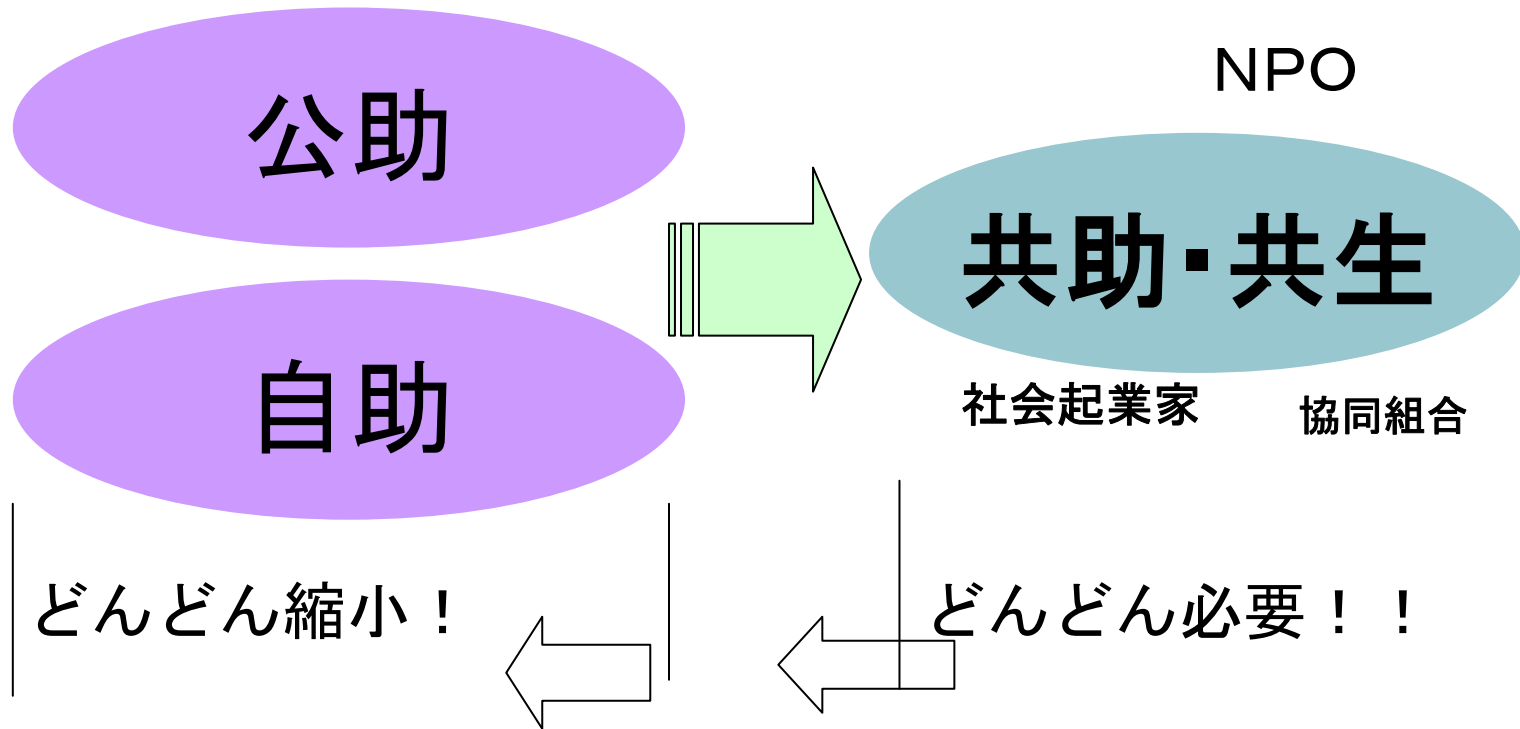 公助
自助
どんどん縮小！
ＮＰＯ
共助・共生
社会起業家
協同組合
どんどん必要！！